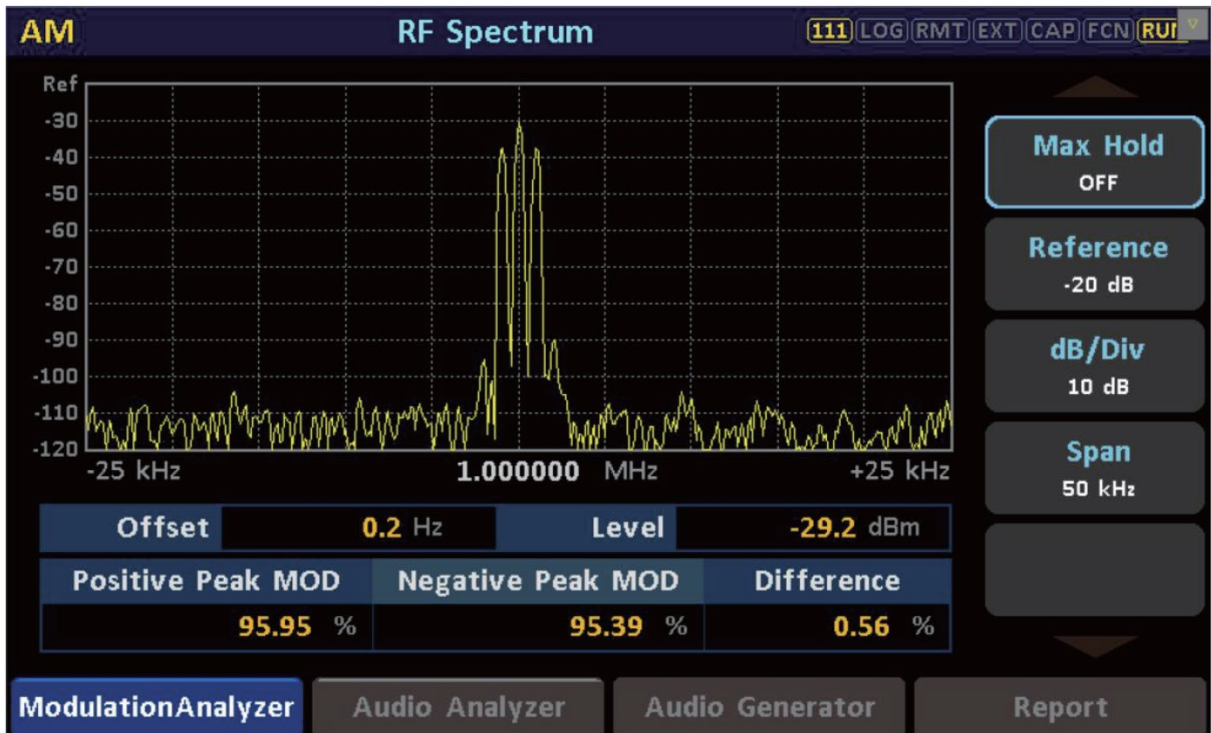 AM RF Spectrum 111 LOG RMT EXT CAP FCN
Ref
-30
-40
-50
-60
-70
-80
-90
-100
-110
-120
-25 kHz 1.000000 MHz +25 kHz
Max Hold
OFF
Reference
-20 dB
dB/Div
10 dB
Span
50 kHz
Offset 0.2 Hz Level -29.2 dBm
Positive Peak MOD Negative Peak MOD Difference
95.95 % 95.39 % 0.56 %
ModulationAnalyzer Audio Analyzer Audio Generator Report